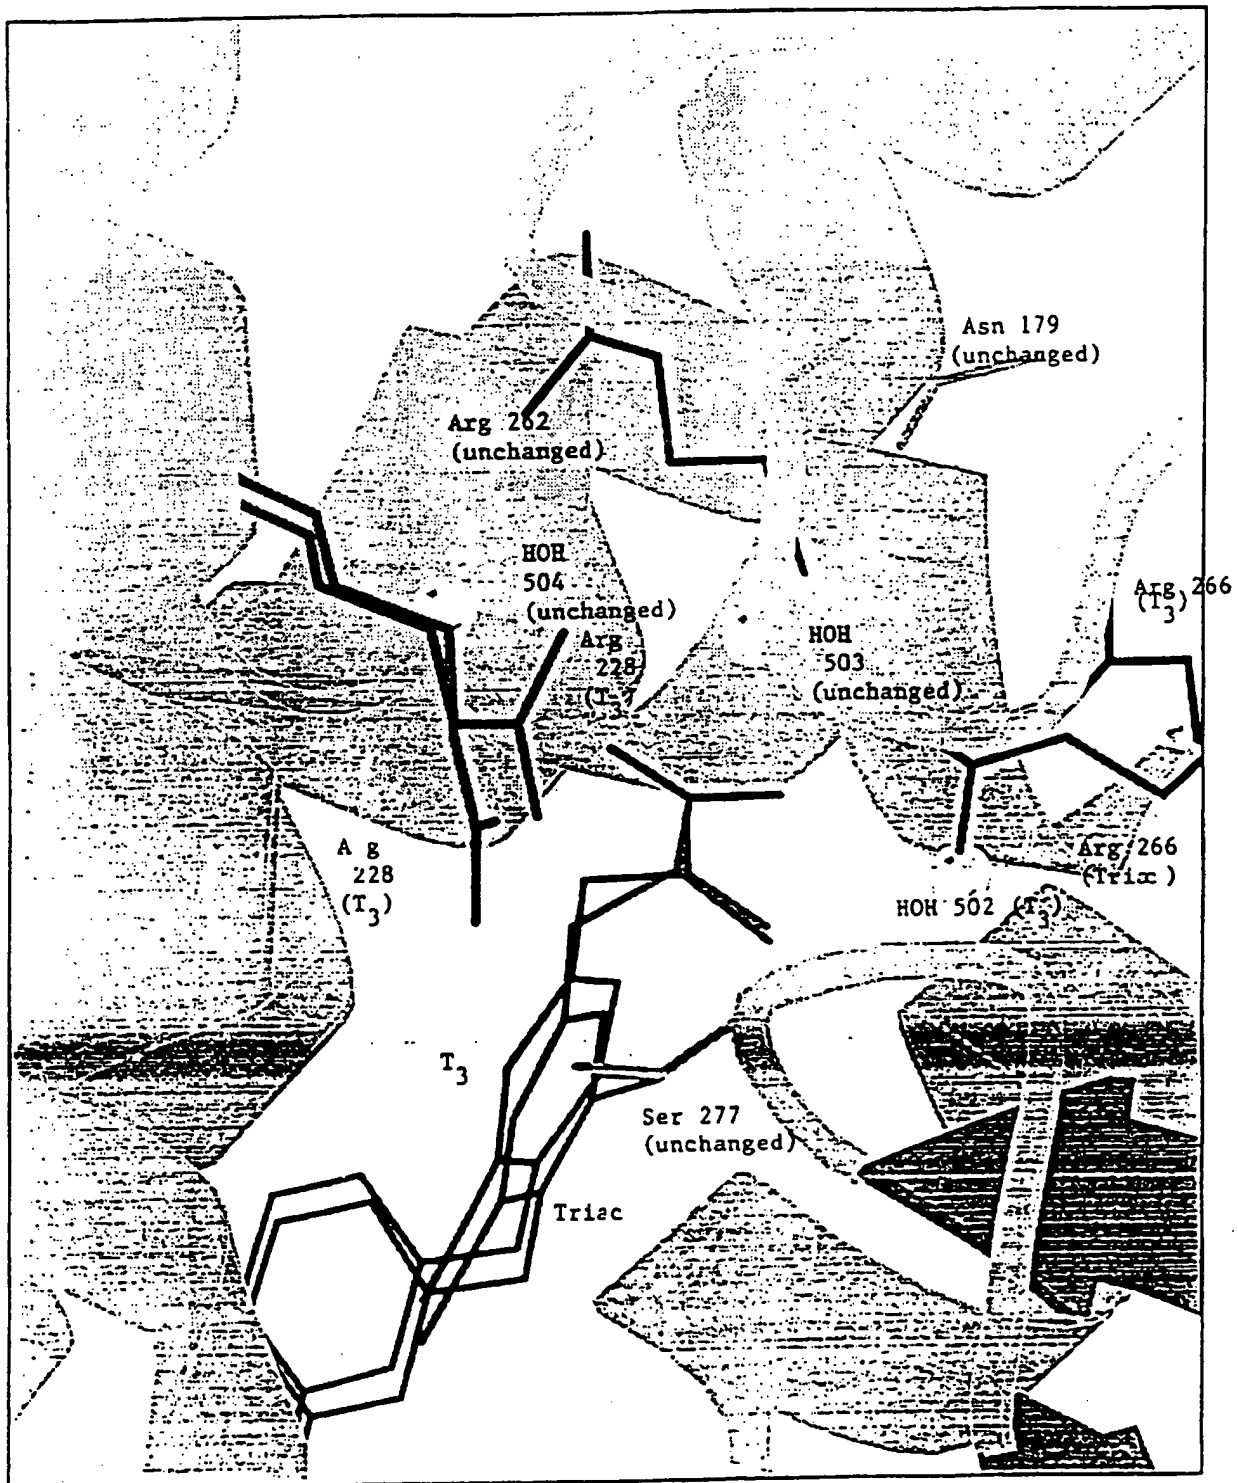 Asn 179
(unchanged)
Arg 262
(unchanged)
HOH
504
(unchanged)
Arg
228
(T
Arg 266
(T3)
HOH
503
(unchanged)
A g
228
(T3)
Arg 266
(Triac)
HOH 502 (T3)
T3
Ser 277
(unchanged)
Triac